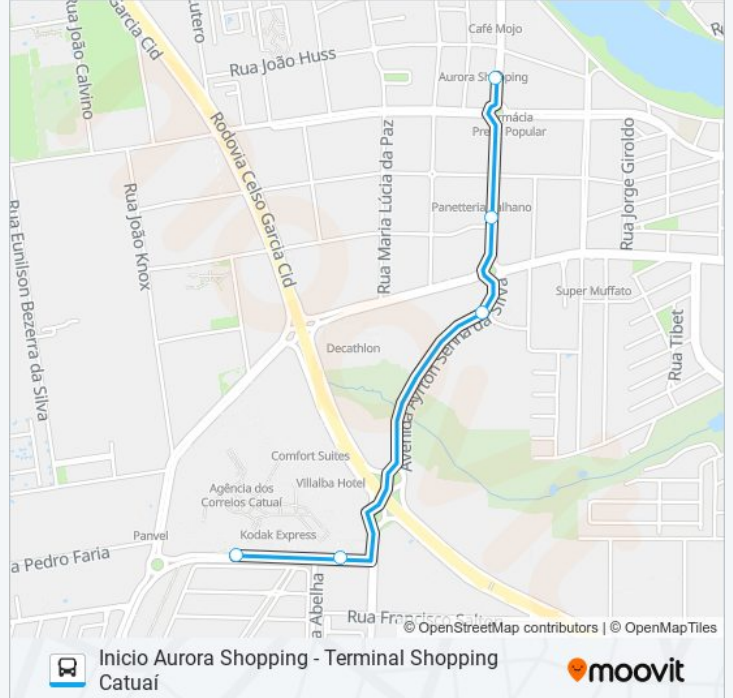 Café Mojo
Rua João Huss
Aurora Shopping
Rua João Calvino
Garcia Cid
Rodovia Celso Garcia Cid
Rua Maria Lúcia da Paz
Popular
Rua Jorge Giroldo
Rua João Knox
Rua Eunilson Bezerra da Silva
Panetteria
Super Muffato
Decathlon
Avenida Ayrton Senna da Silva
Rua Tibet
Comfort Suites
Villalba Hotel
Agência dos
Correios Catuaí
Kodak Express
Panvel
a Pedro Faria
a Abelha
Rua Francisco Salton
© OpenStreetMap contributors | © OpenMapTiles
Inicio Aurora Shopping - Terminal Shopping
Catuaí
moovit